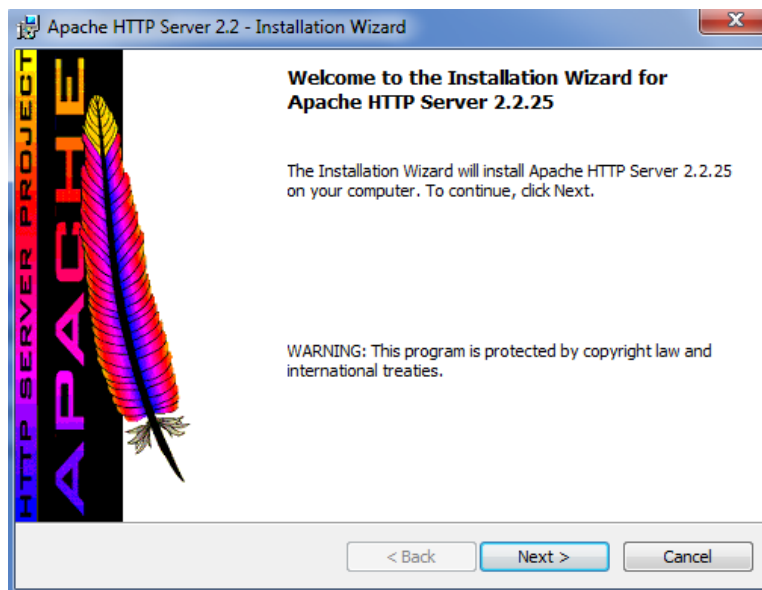 Apache HTTP Server 2.2 - Installation Wizard
HTTP SERVER PROJECT
APACHE
Welcome to the Installation Wizard for
Apache HTTP Server 2.2.25
The Installation Wizard will install Apache HTTP Server 2.2.25
on your computer. To continue, click Next.
WARNING: This program is protected by copyright law and
international treaties.
< Back
Next >
Cancel